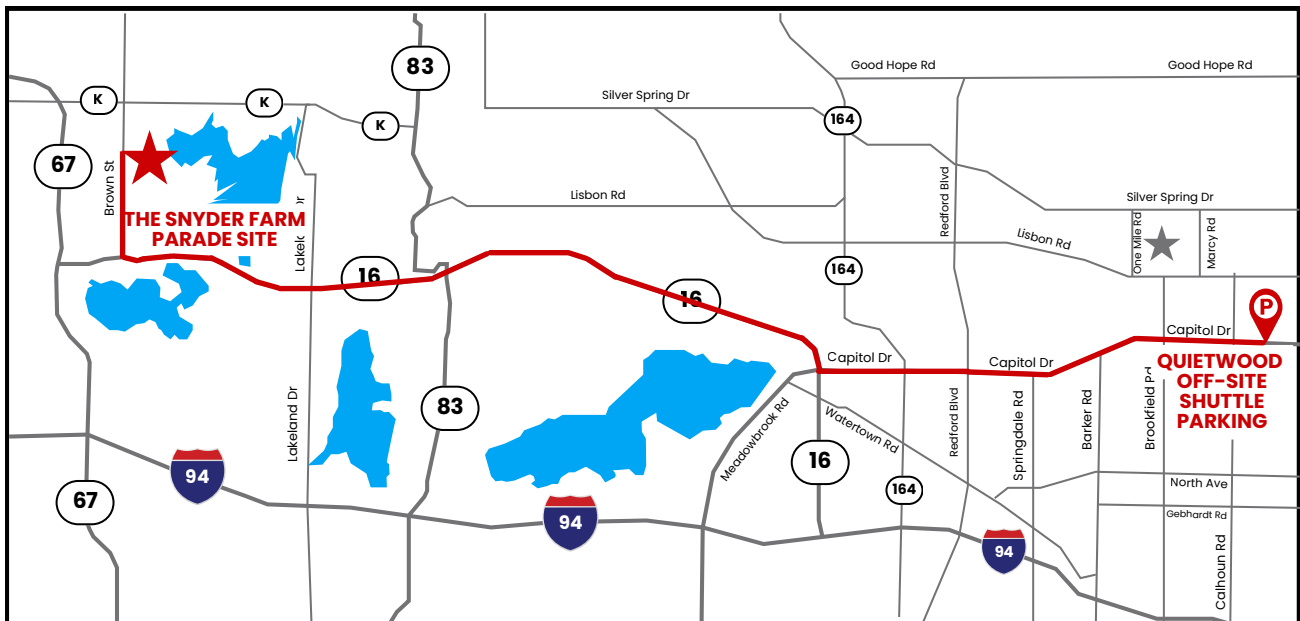 83
Good Hope Rd
Good Hope Rd
K
K
K
Silver Spring Dr
164
67
Brown St
Redford Blvd
Lisbon Rd
Silver Spring Dr
THE SNYDER FARM
PARADE SITE
One Mile Rd
Marcy Rd
Lisbon Rd
16
164
16
P
Capitol Dr
Capitol Dr
Capitol Dr
QUIETWOOD
OFF-SITE
SHUTTLE
PARKING
83
Lakeland Dr
Meadowbrook Rd
Watertown Rd
Redford Blvd
Springdale Rd
Barker Rd
Brookfield
16
94
67
164
North Ave
94
Gebhardt Rd
94
Calhoun Rd